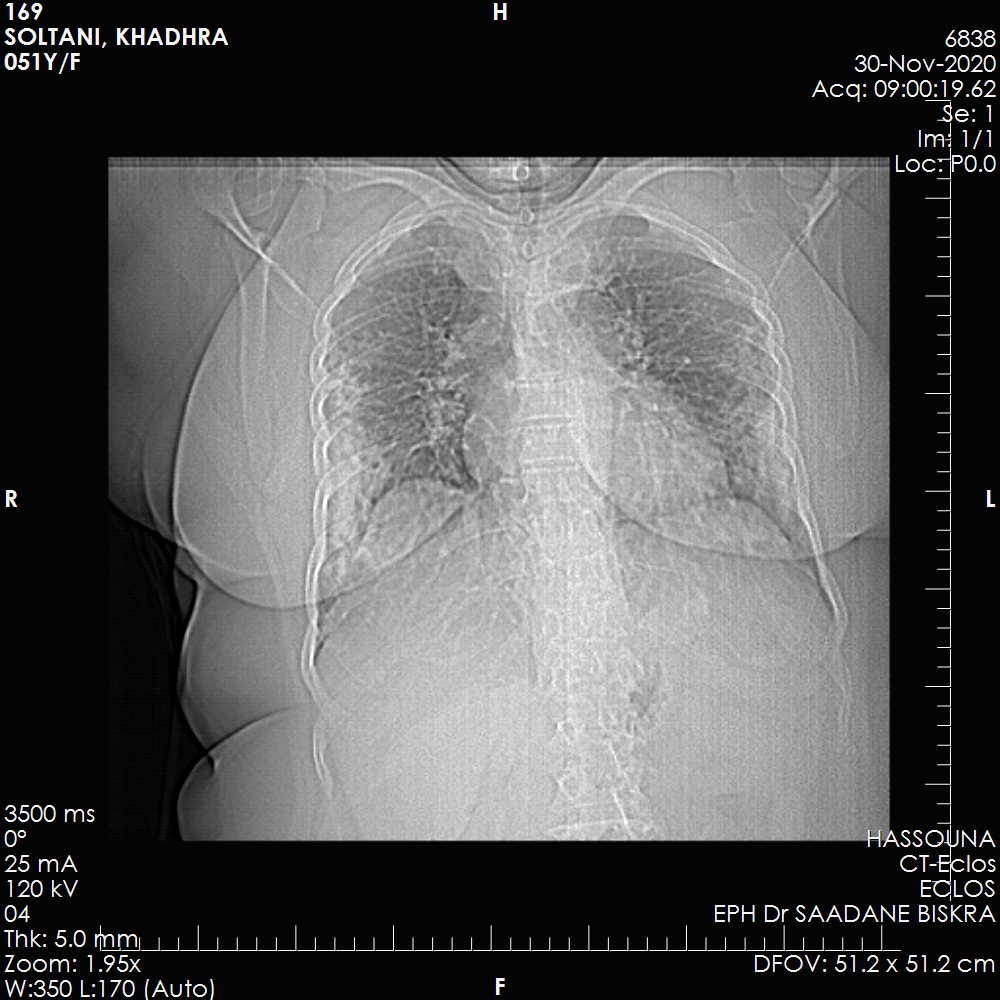 169
SOLTANI, KHADHRA
051Y/F
H
6838
30-Nov-2020
Acq: 09:00:19.62
Se: 1
Im: 1/1
Loc: P0.0
R
L
3500 ms
0°
25 mA
120 kV
04
Thk: 5.0 mm
Zoom: 1.95x
W:350 L:170 (Auto)
F
HASSOUNA
CT-Eclos
ECLOS
EPH Dr SAADANE BISKRA
DFOV: 51.2 x 51.2 cm